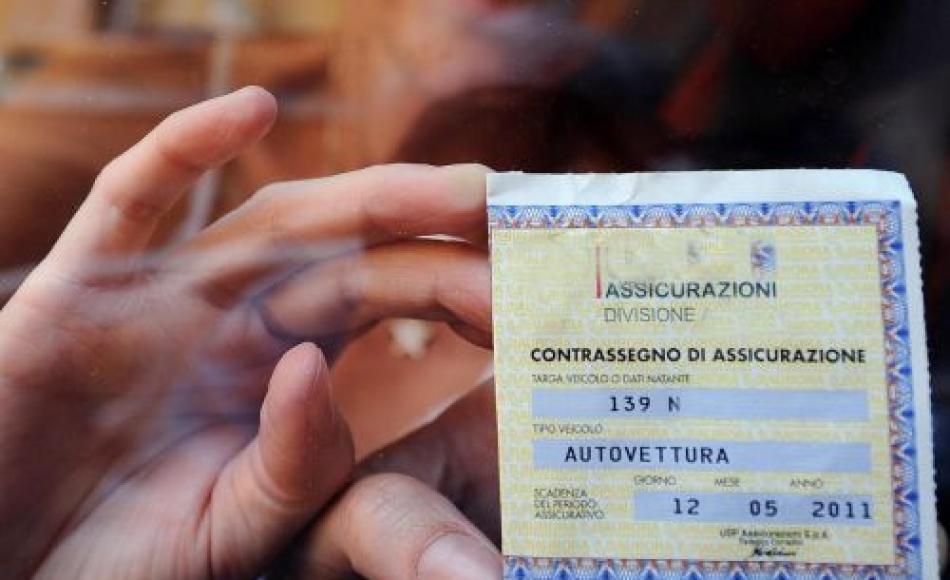 ASSICURAZIONI
DIVISIONE
CONTRASSEGNO DI ASSICURAZIONE
TARGA VEICOLO O DATI NATANTE
139 N
TIPO VEICOLO
AUTOVETTURA
GIORNO MESE ANNO
SCADENZA
DEL PERIODO
ASSICURATIVO
12 05 2011
Assicurazioni S.p.A.